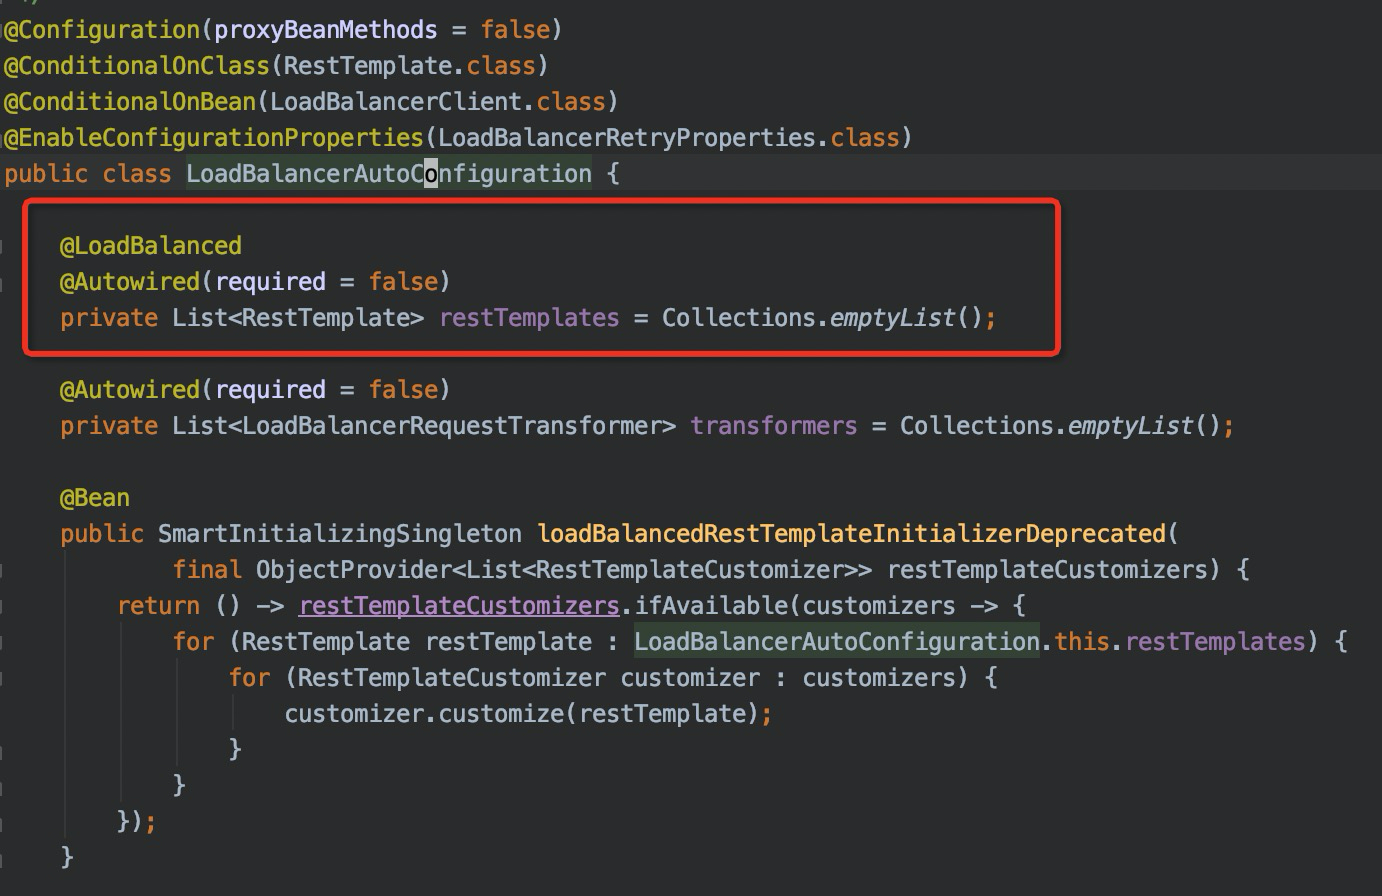 @Configuration(proxyBeanMethods = false)
@ConditionalOnClass(RestTemplate.class)
@ConditionalOnBean(LoadBalancerClient.class)
@EnableConfigurationProperties(LoadBalancerRetryProperties.class)
public class LoadBalancerAutoConfiguration {
@LoadBalanced
@Autowired(required = false)
private List<RestTemplate> restTemplates = Collections.emptyList();
@Autowired(required = false)
private List<LoadBalancerRequestTransformer> transformers = Collections.emptyList();
@Bean
public SmartInitializingSingleton loadBalancedRestTemplateInitializerDeprecated(
final ObjectProvider<List<RestTemplateCustomizer>> restTemplateCustomizers) {
return () -> restTemplateCustomizers.ifAvailable(customizers -> {
for (RestTemplate restTemplate : LoadBalancerAutoConfiguration.this.restTemplates) {
for (RestTemplateCustomizer customizer : customizers) {
customizer.customize(restTemplate);
}
}
});
}